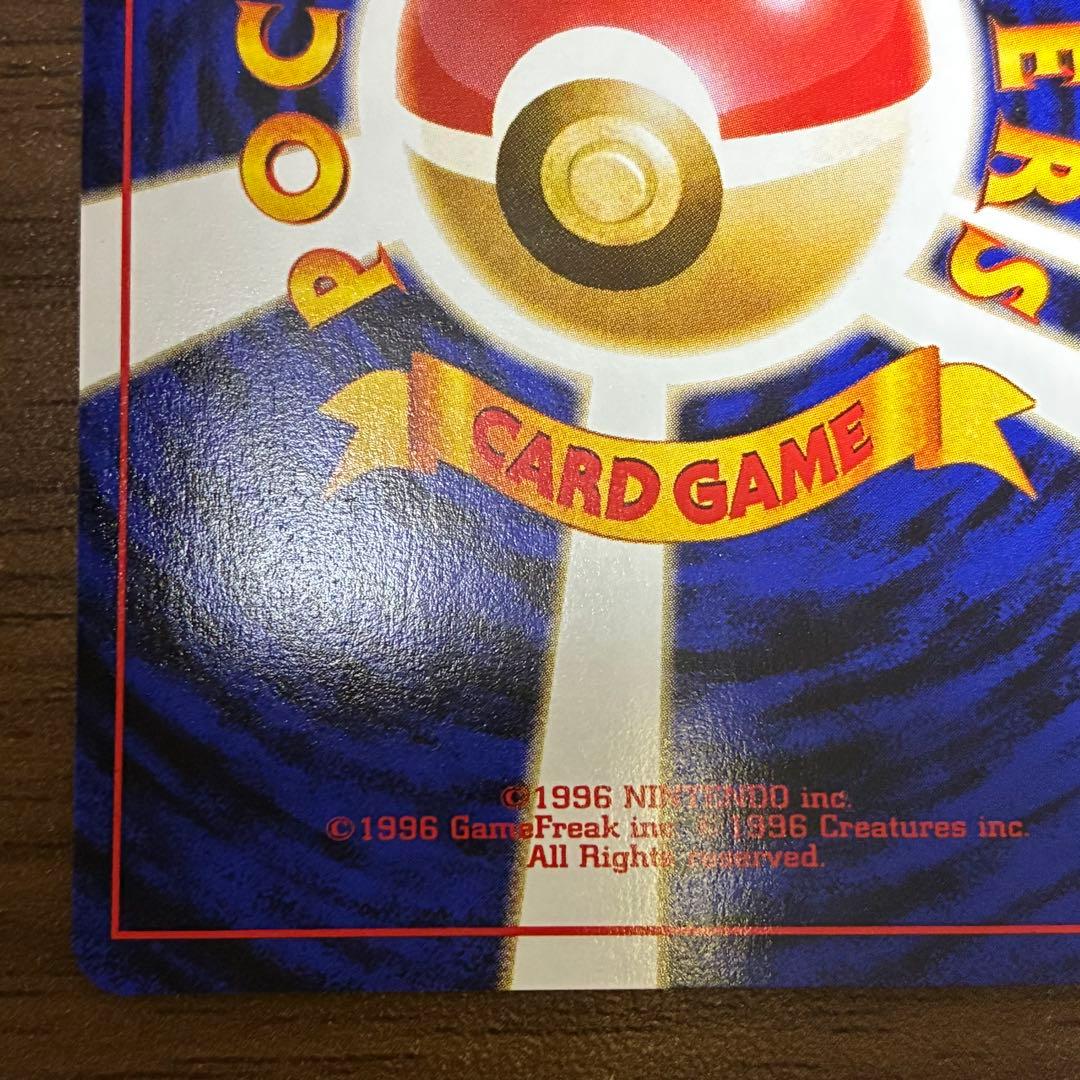 POC
ERS
CARD GAME
©1996 NINTENDO inc.
©1996 GameFreak inc. ©1996 Creatures inc.
All Rights reserved.